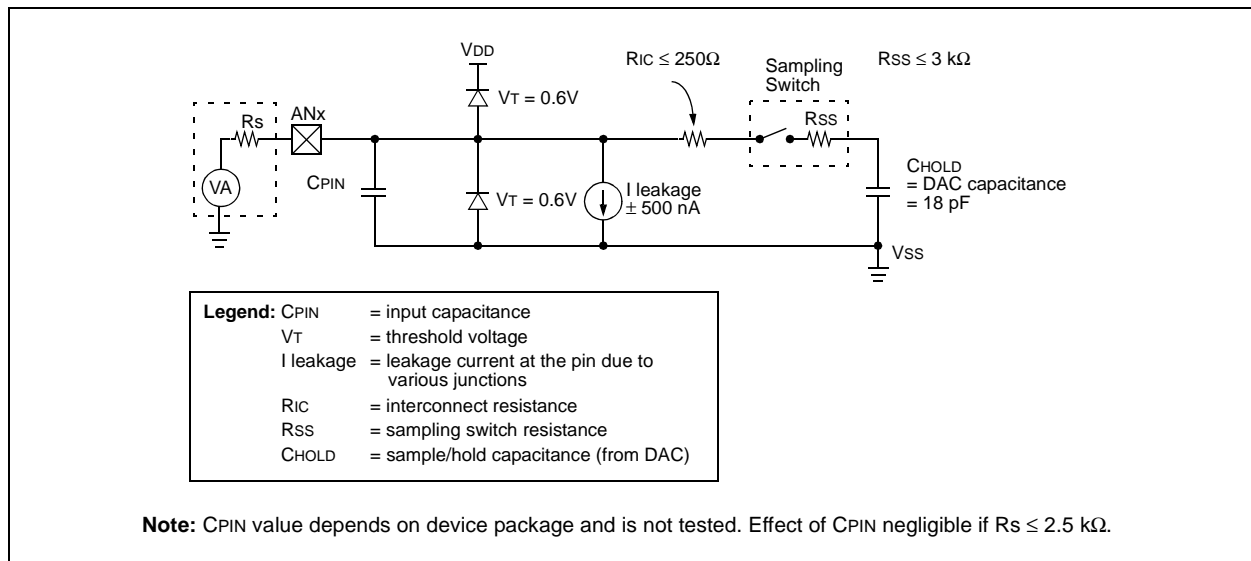 VDD
RIC ≤ 250Ω
Sampling
Switch
RSS ≤ 3 kΩ
VT = 0.6V
Rs
ANx
RSS
VA
CPIN
VT = 0.6V
I leakage
± 500 nA
CHOLD
= DAC capacitance
= 18 pF
VSS
Legend: CPIN = input capacitance
VT = threshold voltage
I leakage = leakage current at the pin due to
various junctions
RIC = interconnect resistance
RSS = sampling switch resistance
CHOLD = sample/hold capacitance (from DAC)
Note: CPIN value depends on device package and is not tested. Effect of CPIN negligible if Rs ≤ 2.5 kΩ.